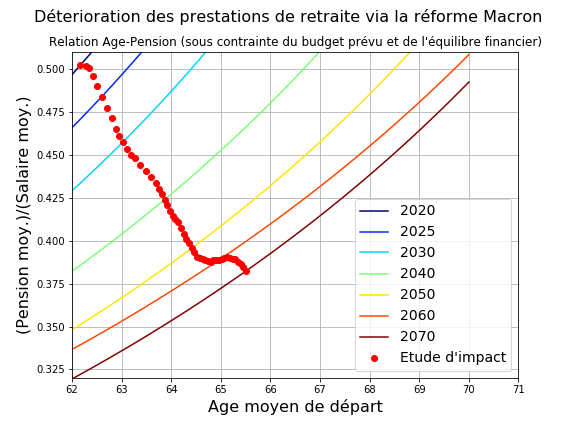 Déterioration des prestations de retraite via la réforme Macron
Relation Age-Pension (sous contrainte du budget prévu et de l'équilibre financier)
(Pension moy.)/(Salaire moy.)
0.500
0.475
0.450
0.425
0.400
0.375
0.350
0.325
2020
2025
2030
2040
2050
2060
2070
Etude d'impact
62 63 64 65 66 67 68 69 70 71
Age moyen de départ